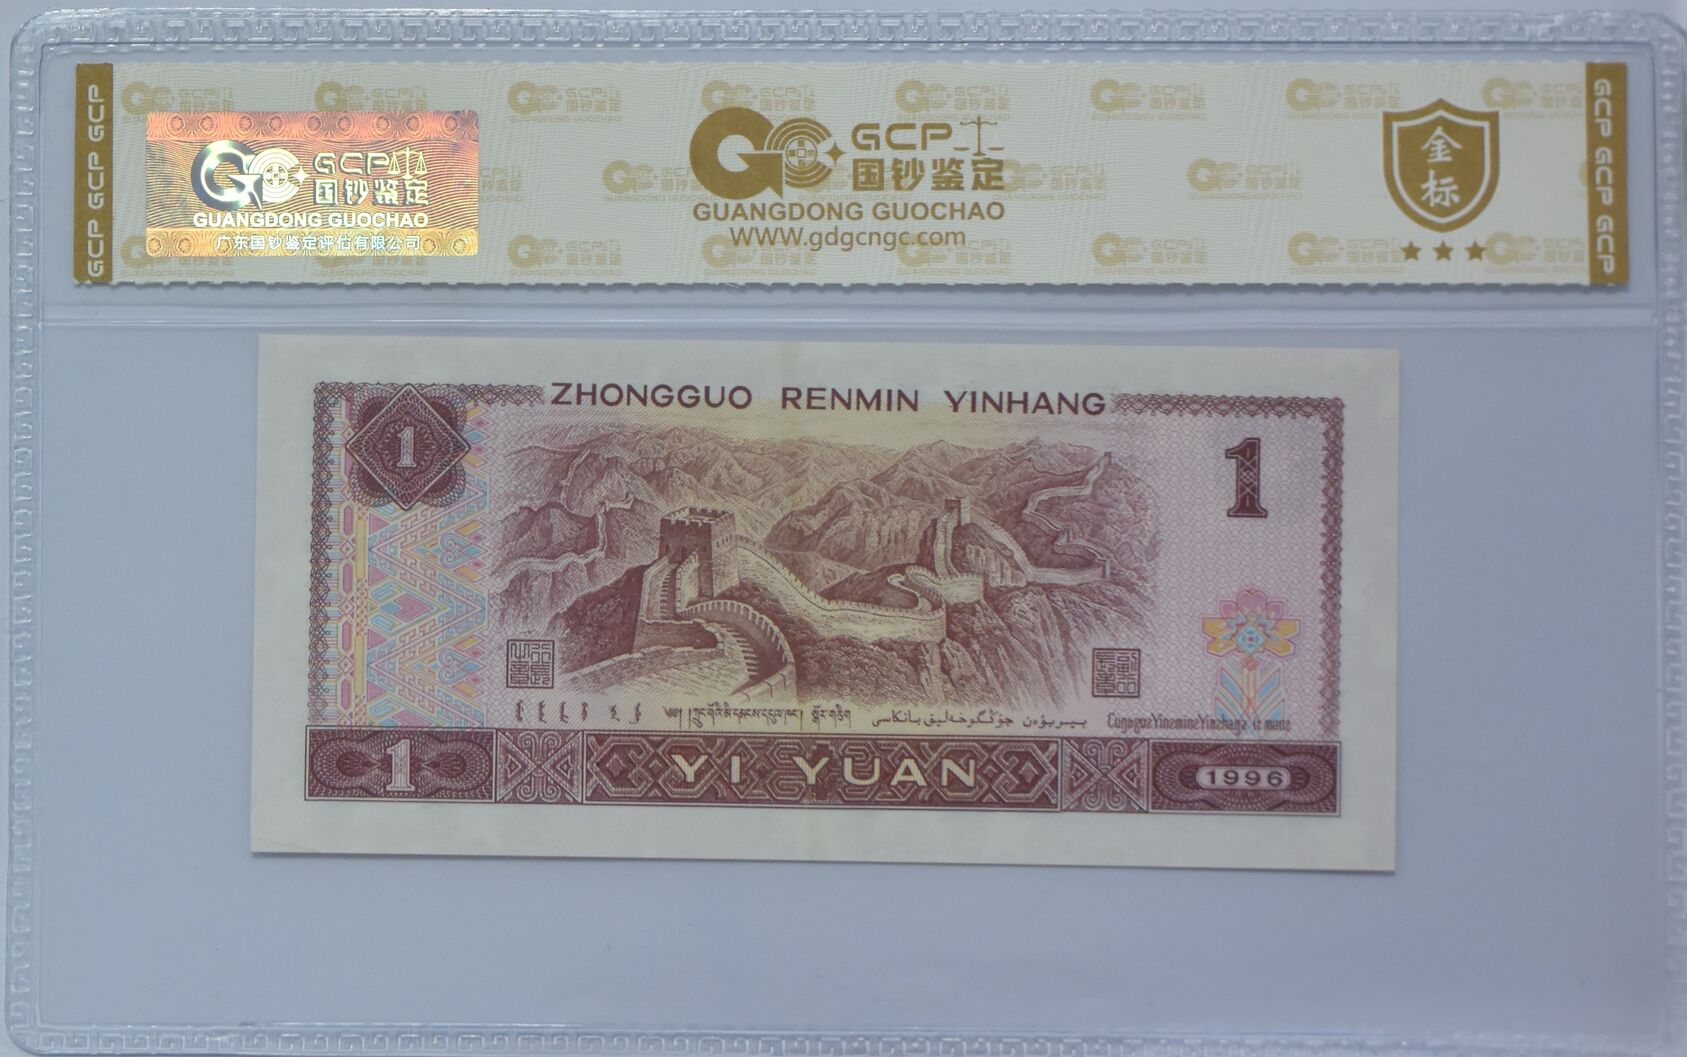 GCP GCP GCP
GCP
国钞鉴定
GUANGDONG GUOCHAO
广东国钞鉴定评估有限公司
GCP
国钞鉴定
GUANGDONG GUOCHAO
WWW.gdgcngc.com
金标
GCP GCP GCP
ZHONGGUO RENMIN YINHANG
1
1
YI YUAN
1
1996